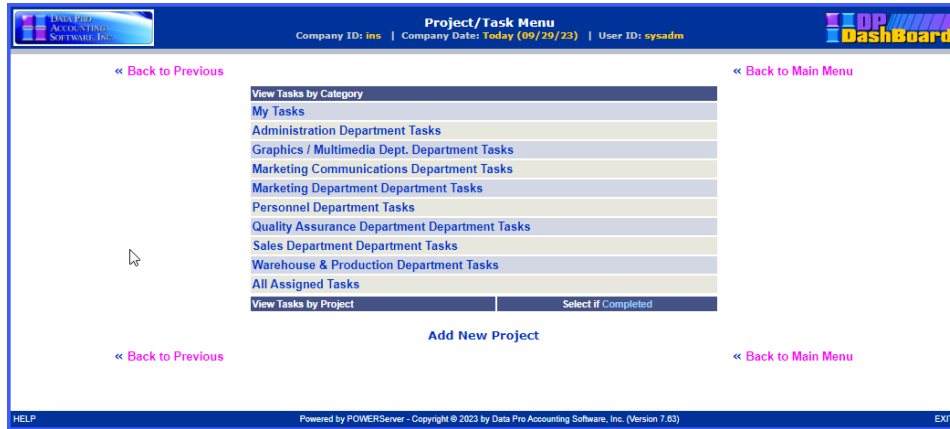 DATA PRO
ACCOUNTING
SOFTWARE, INC.
Project/Task Menu
Company ID: ins | Company Date: Today (09/29/23) | User ID: sysadm
DP
DashBoard
« Back to Previous
« Back to Main Menu
View Tasks by Category
My Tasks
Administration Department Tasks
Graphics / Multimedia Dept. Department Tasks
Marketing Communications Department Tasks
Marketing Department Department Tasks
Personnel Department Tasks
Quality Assurance Department Department Tasks
Sales Department Department Tasks
Warehouse & Production Department Tasks
All Assigned Tasks
View Tasks by Project Select if Completed
Add New Project
« Back to Previous
« Back to Main Menu
HELP Powered by POWERServer - Copyright © 2023 by Data Pro Accounting Software, Inc. (Version 7.63) EXIT